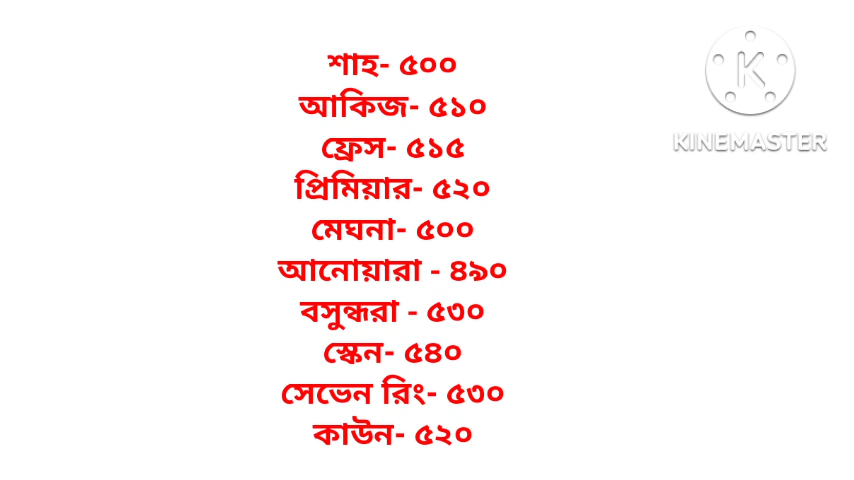 শাহ- ৫০০
আকিজ- ৫১০
ফ্রেস- ৫১৫
প্রিমিয়ার- ৫২০
মেঘনা- ৫০০
আনোয়ারা - ৪৯০
বসুন্ধরা - ৫৩০
স্কেন- ৫৪০
সেভেন রিং- ৫৩০
কাউন- ৫২০
K
KINEMASTER